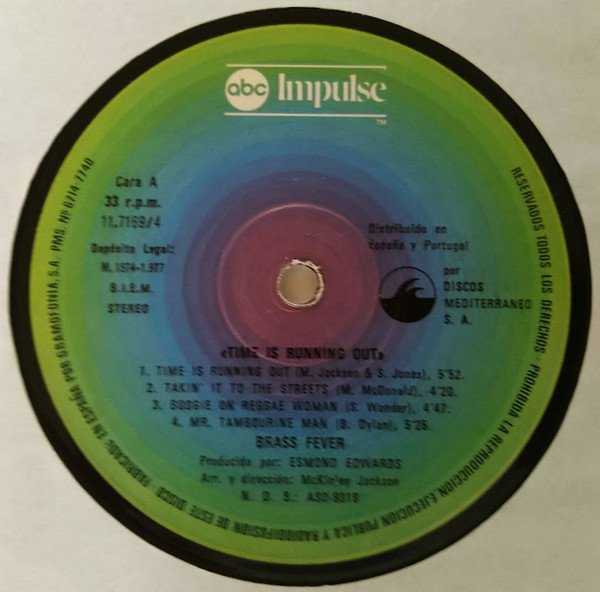 abc Impulse
TM
Cara A
33 r.p.m.
11.7169/4
Depósito Legal:
M. 1574-1.977
B.I.E.M.
STEREO
Distribuido en
España y Portugal
por
DISCOS
MEDITERRANEO
S. A.
«TIME IS RUNNING OUT»
1. TIME IS RUNNING OUT (M. Jackson & S. Jones), 5'52.
2. TAKIN' IT TO THE STREETS (M. McDonald), 4'20.
3. BOOGIE ON REGGAE WOMAN (S. Wonder), 4'47.
4. MR. TAMBOURINE MAN (B. Dylan), 5'26.
BRASS FEVER
Producido por: ESMOND EDWARDS
Arr. y dirección: McKinley Jackson
N. O. S.: ASD-9319
RESERVADOS TODOS LOS DERECHOS - PROHIBIDA LA REPRODUCCION, EJECUCION PUBLICA Y RADIODIFUSION DE ESTE DISCO - FABRICADO EN ESPAÑA POR GRAMOFONIA, S.A. - PMS. Nº 6714-7740